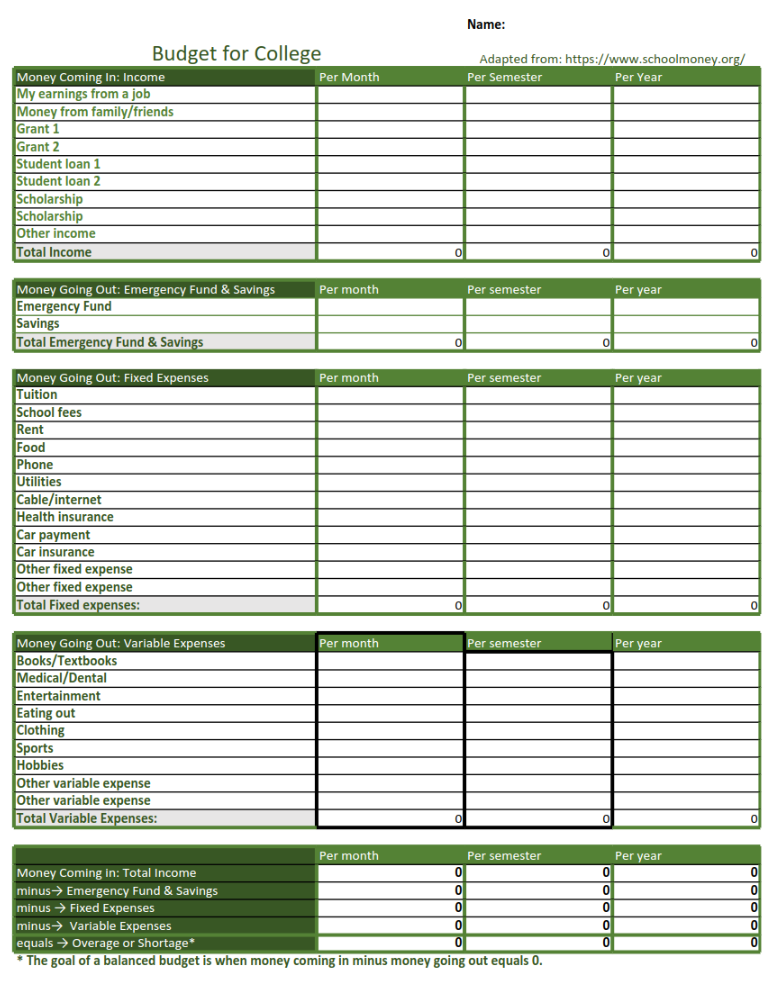 Name:
Budget for College
Adapted from: https://www.schoolmoney.org/
Money Coming In: Income Per Month Per Semester Per Year
My earnings from a job
Money from family/friends
Grant 1
Grant 2
Student loan 1
Student loan 2
Scholarship
Scholarship
Other income
Total Income 0 0 0
Money Going Out: Emergency Fund & Savings Per month Per semester Per year
Emergency Fund
Savings
Total Emergency Fund & Savings 0 0 0
Money Going Out: Fixed Expenses Per month Per semester Per year
Tuition
School fees
Rent
Food
Phone
Utilities
Cable/internet
Health insurance
Car payment
Car insurance
Other fixed expense
Other fixed expense
Total Fixed expenses: 0 0 0
Money Going Out: Variable Expenses Per month Per semester Per year
Books/Textbooks
Medical/Dental
Entertainment
Eating out
Clothing
Sports
Hobbies
Other variable expense
Other variable expense
Total Variable Expenses: 0 0 0
Per month Per semester Per year
Money Coming in: Total Income 0 0 0
minus→ Emergency Fund & Savings 0 0 0
minus → Fixed Expenses 0 0 0
minus→ Variable Expenses 0 0 0
equals → Overage or Shortage* 0 0 0
* The goal of a balanced budget is when money coming in minus money going out equals 0.